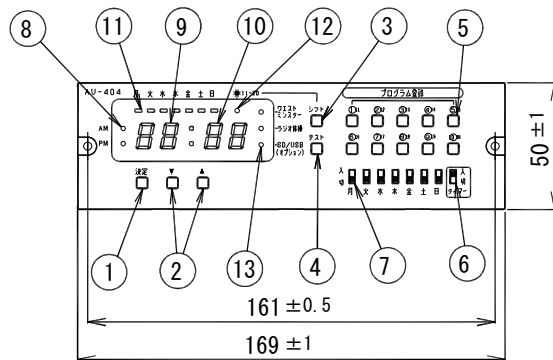 ⑧ ⑪ ⑨ ⑩ ⑫ ③ ⑤
AU-404 月 火 水 木 金 土 日 ※11-20
プログラム登録
ウエストミンスター
ラジオ体操
SD/USB
(オプション)
シフト
テスト
AM
PM
88:88
決定 ▼ ▲
入
切
月 火 水 木 金 土 日
入
切
タイマー
① ② ⑬ ④ ⑦ ⑥
50±1
161±0.5
169±1